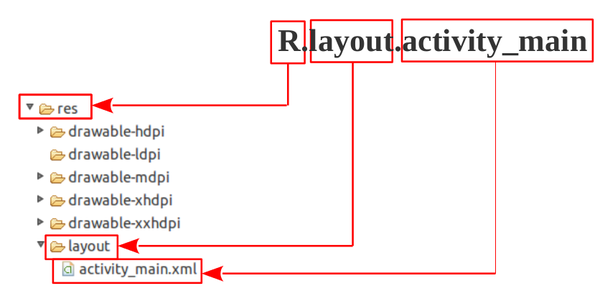 R.layout.activity_main
res
drawable-hdpi
drawable-ldpi
drawable-mdpi
drawable-xhdpi
drawable-xxhdpi
layout
activity_main.xml